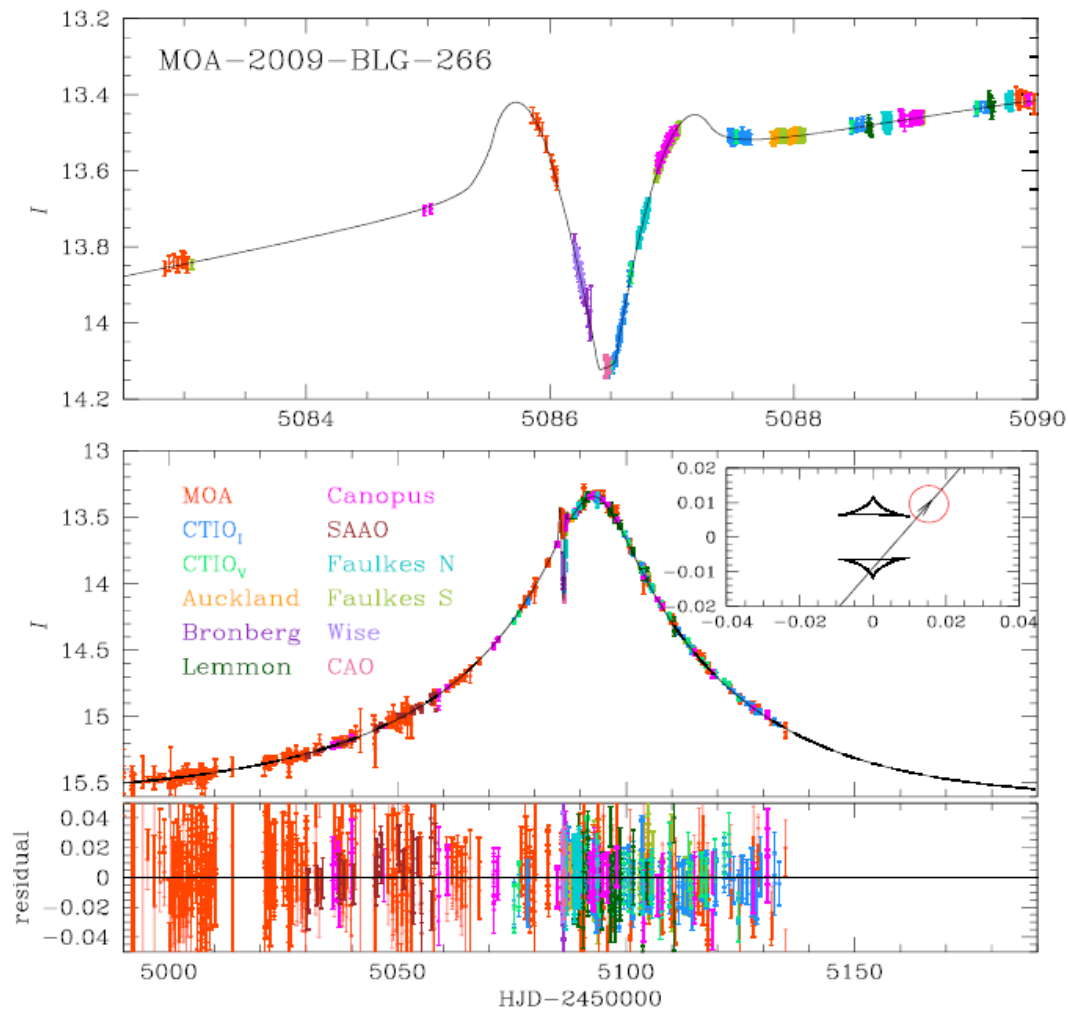 MOA-2009-BLG-266
13.2
13.4
13.6
13.8
14
14.2
I
5084 5086 5088 5090
13
13.5
14
14.5
15
15.5
I
MOA Canopus
CTIO_I SAAO
CTIO_V Faulkes N
Auckland Faulkes S
Bronberg Wise
Lemmon CAO
0.02
0.01
0
-0.01
-0.02
-0.04 -0.02 0 0.02 0.04
0.04
0.02
0
-0.02
-0.04
residual
5000 5050 5100 5150
HJD-2450000